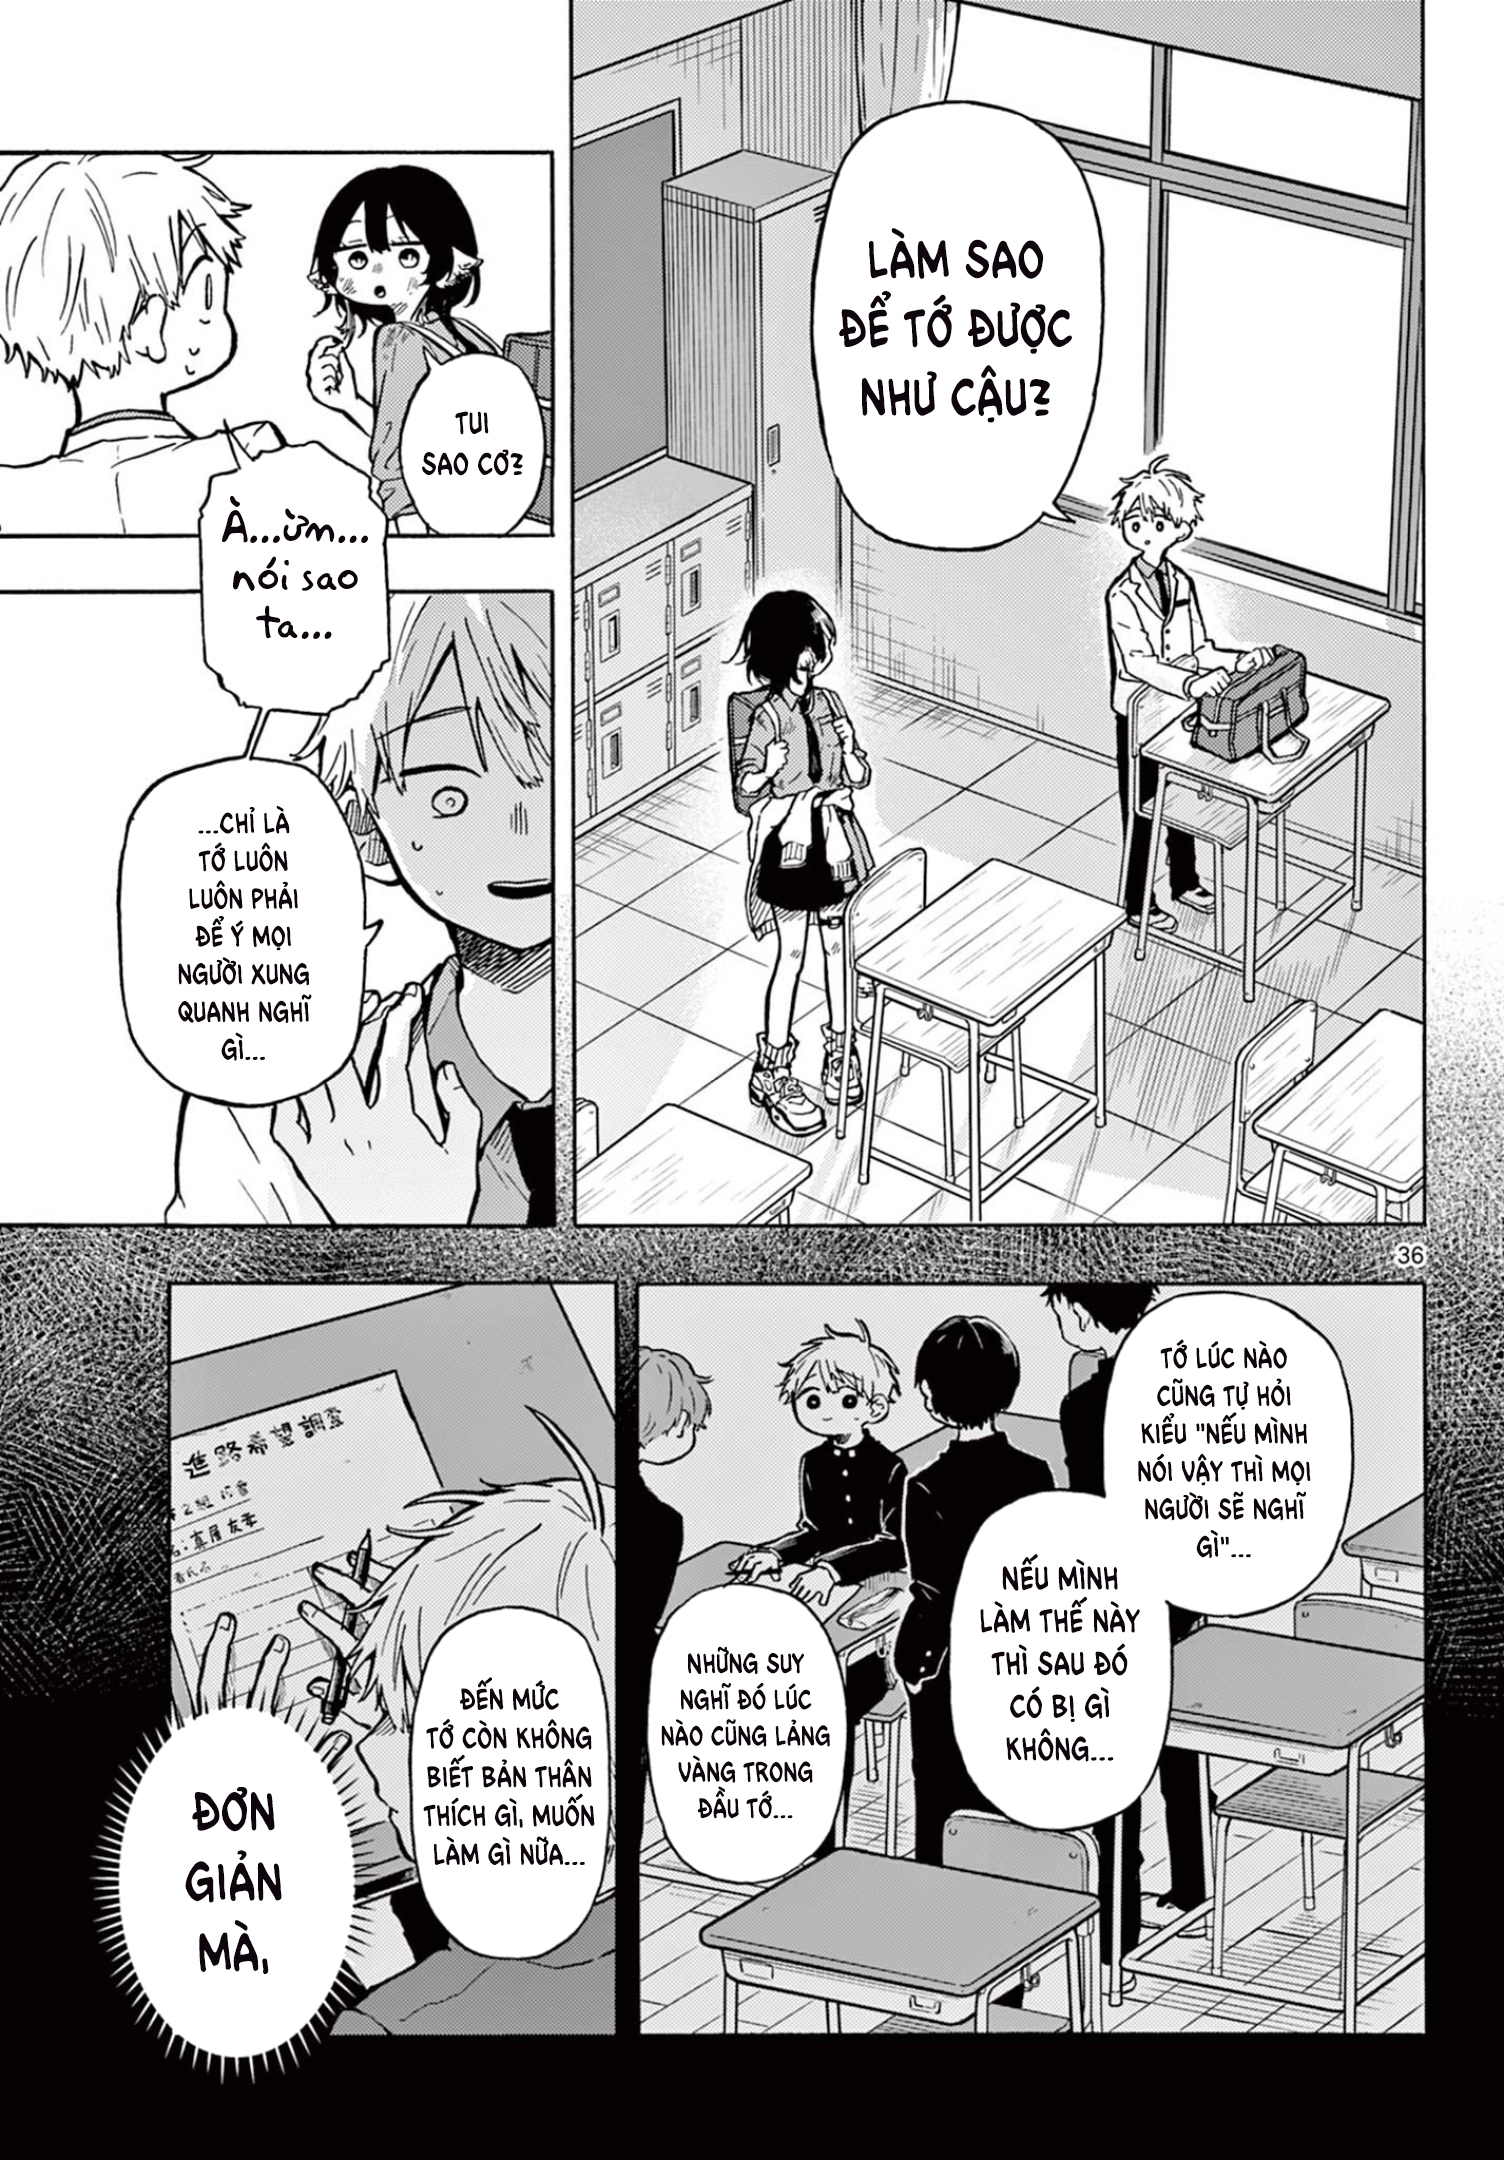 LÀM SAO
ĐỂ TỚ ĐƯỢC
NHƯ CẬU?
TUI
SAO CƠ?
À...ừm...
nói sao
ta...
...CHỈ LÀ
TỚ LUÔN
LUÔN PHẢI
ĐỂ Ý MỌI
NGƯỜI XUNG
QUANH NGHĨ
GÌ...
36
TỚ LÚC NÀO
CŨNG TỰ HỎI
KIỂU "NẾU MÌNH
NÓI VẬY THÌ MỌI
NGƯỜI SẼ NGHĨ
GÌ"...
NẾU MÌNH
LÀM THẾ NÀY
THÌ SAU ĐÓ
CÓ BỊ GÌ
KHÔNG...
NHỮNG SUY
NGHĨ ĐÓ LÚC
NÀO CŨNG LẢNG
VÀNG TRONG
ĐẦU TỚ...
進路希望調査
ĐẾN MỨC
TỚ CÒN KHÔNG
BIẾT BẢN THÂN
THÍCH GÌ, MUỐN
LÀM GÌ NỮA...
ĐƠN
GIẢN
MÀ,